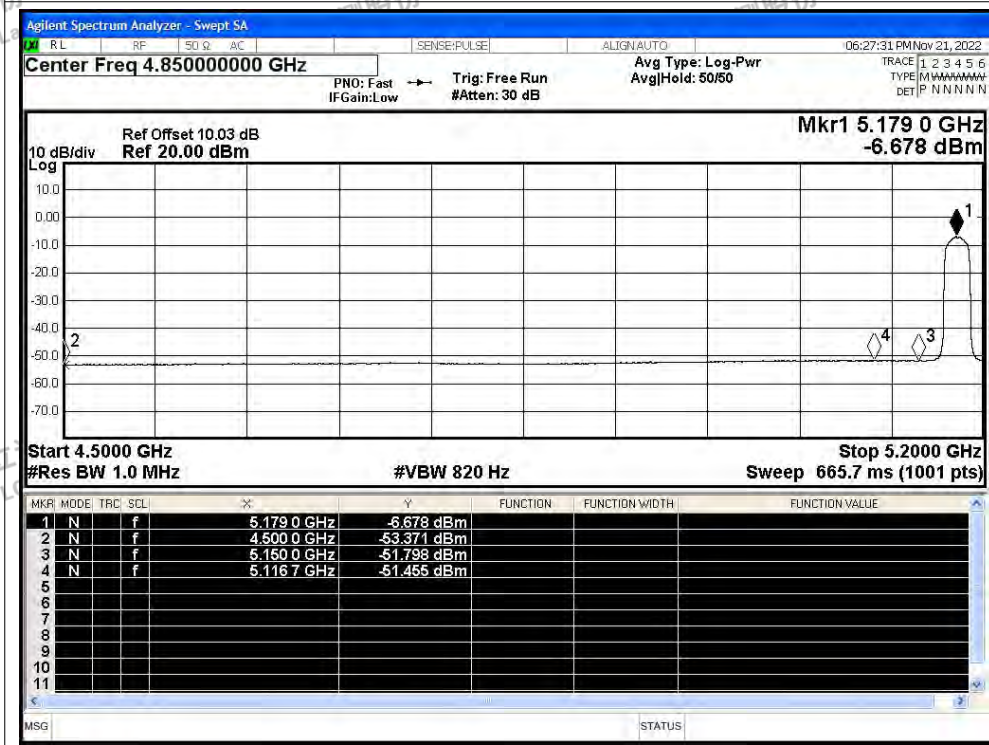 Agilent Spectrum Analyzer - Swept SA
RL RF 50 Ω AC SENSE:PULSE ALIGN AUTO 06:27:31 PM Nov 21, 2022
Center Freq 4.850000000 GHz
PNO: Fast
IFGain:Low
Trig: Free Run
#Atten: 30 dB
Avg Type: Log-Pwr
Avg|Hold: 50/50
TRACE 1 2 3 4 5 6
TYPE M
DET P N N N N N
Mkr1 5.179 0 GHz
-6.678 dBm
Ref Offset 10.03 dB
10 dB/div Ref 20.00 dBm
Log
10.0
0.00
-10.0
-20.0
-30.0
-40.0
-50.0
-60.0
-70.0
1
2
4
3
Start 4.5000 GHz Stop 5.2000 GHz
#Res BW 1.0 MHz #VBW 820 Hz Sweep 665.7 ms (1001 pts)
MKR MODE TRC SCL X Y FUNCTION FUNCTION WIDTH FUNCTION VALUE
1 N f 5.179 0 GHz -6.678 dBm
2 N f 4.500 0 GHz -53.371 dBm
3 N f 5.150 0 GHz -51.798 dBm
4 N f 5.116 7 GHz -51.455 dBm
5
6
7
8
9
10
11
MSG STATUS